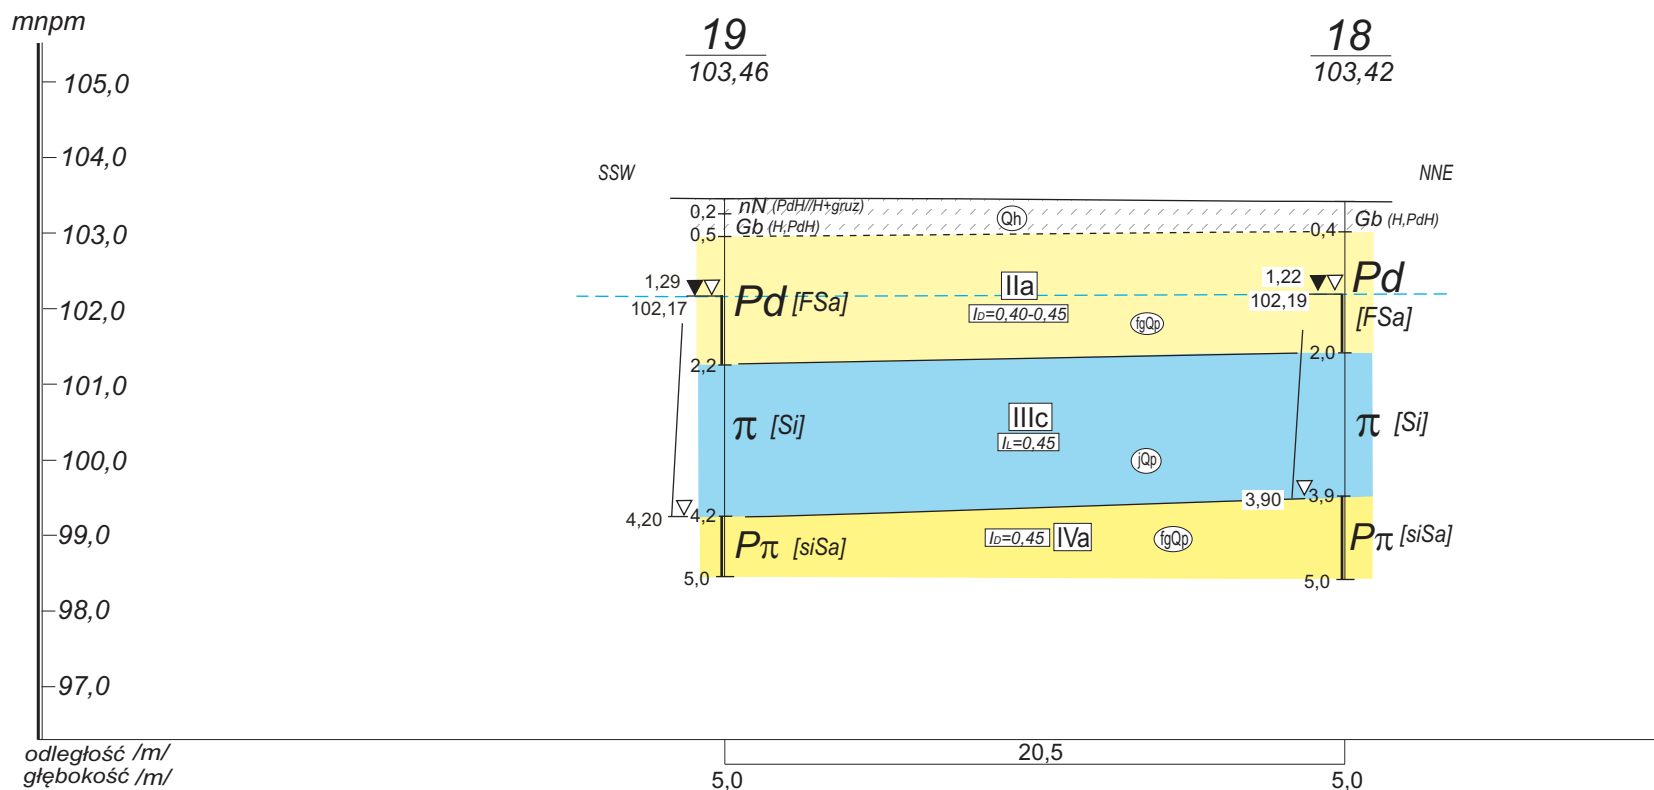 mnpm
19
103,46
18
103,42
105,0
104,0
103,0
102,0
101,0
100,0
99,0
98,0
97,0
SSW
NNE
0,2
nN (PdH//H+gruz)
0,5
Gb (H,PdH)
Qh
0,4
Gb (H,PdH)
1,29
102,17
Pd [FSa]
IIa
ID=0,40-0,45
fgQp
1,22
102,19
Pd
[FSa]
2,2
2,0
π [Si]
IIIc
IL=0,45
jQp
π [Si]
4,20
4,2
3,90
3,9
Pπ [siSa]
ID=0,45
IVa
fgQp
Pπ [siSa]
5,0
5,0
odległość /m/
20,5
głębokość /m/
5,0
5,0